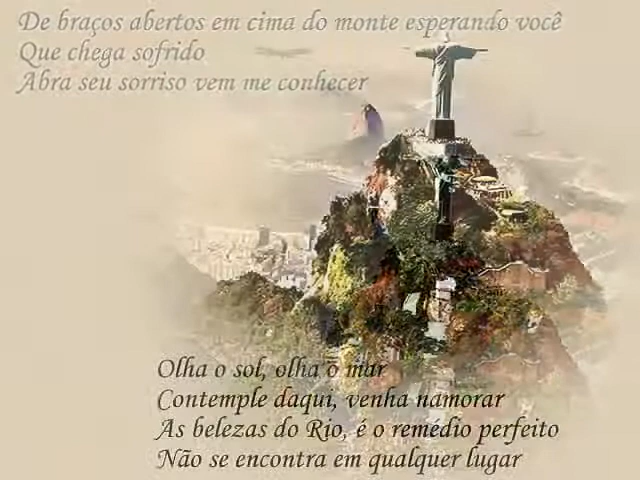 De braços abertos em cima do monte esperando você
Que chega sofrido
Abra seu sorriso vem me conhecer
Olha o sol, olha o mar
Contemple daqui, venha namorar
As belezas do Rio, é o remédio perfeito
Não se encontra em qualquer lugar